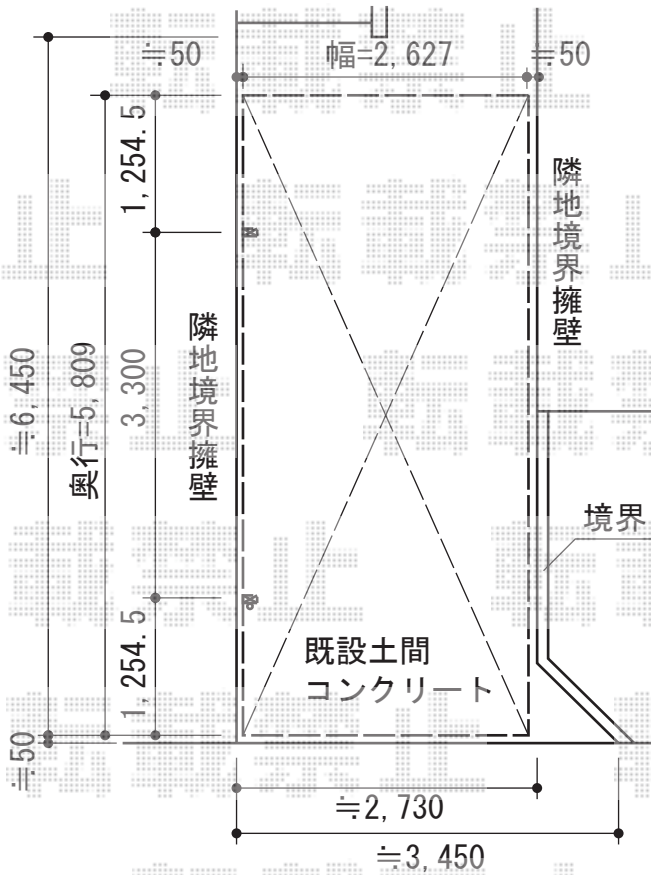 ≒50
幅=2,627
≒50
1,254.5
隣地境界擁壁
隣地境界擁壁
≒6,450
奥行=5,809
3,300
境界
1,254.5
既設土間
コンクリート
≒50
≒2,730
≒3,450